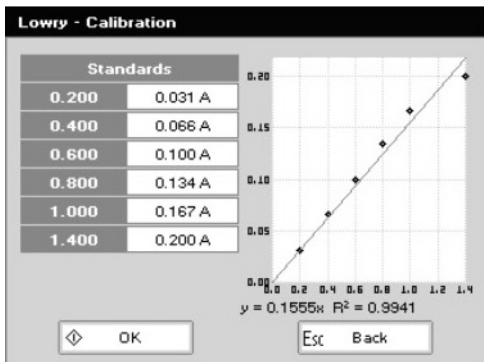 Lowry - Calibration
Standards
0.200 0.031 A
0.400 0.066 A
0.600 0.100 A
0.800 0.134 A
1.000 0.167 A
1.400 0.200 A
0.20
0.15
0.10
0.05
0.00
0.0 0.2 0.4 0.6 0.8 1.0 1.2 1.4
y = 0.1555x R² = 0.9941
OK
Esc Back